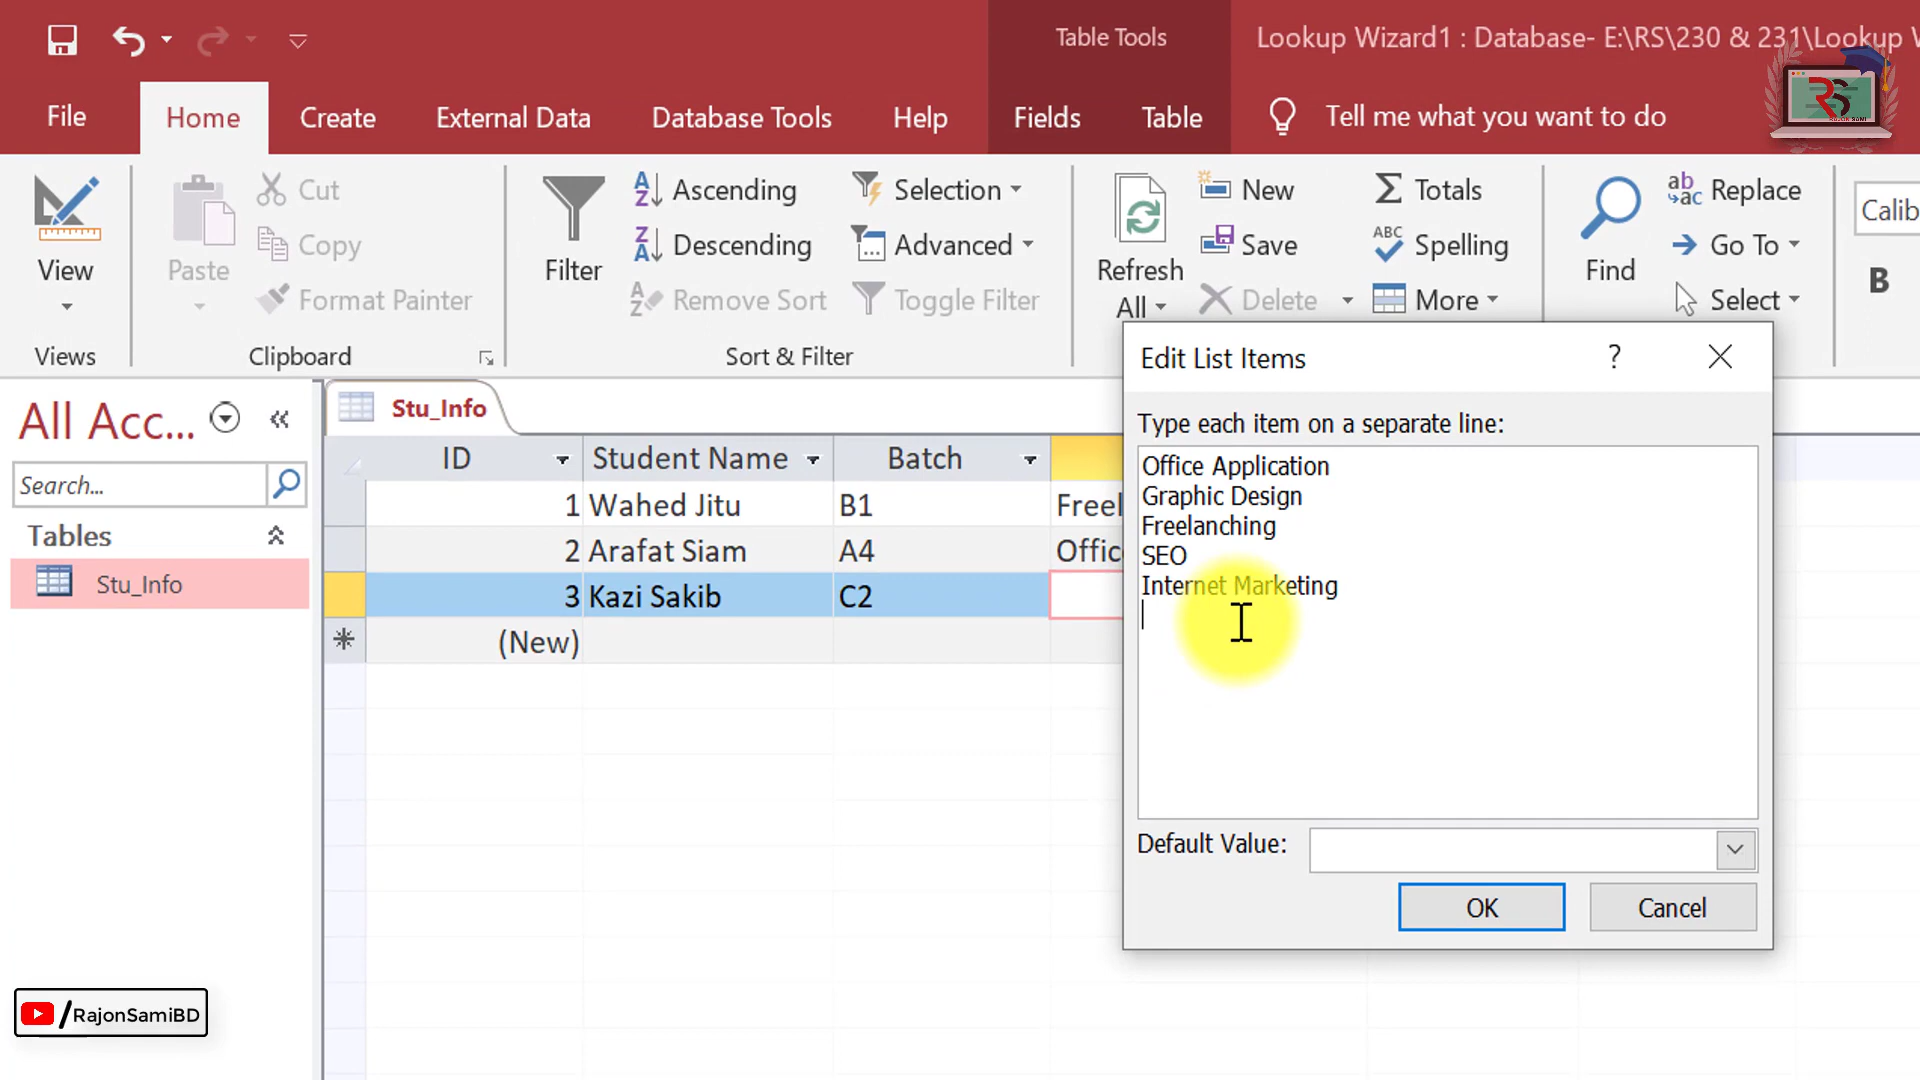 Table Tools
Lookup Wizard1 : Database- E:\RS\230 & 231\Lookup W
File
Home
Create
External Data
Database Tools
Help
Fields
Table
Tell me what you want to do
RS
View
Views
Paste
Cut
Copy
Format Painter
Clipboard
Filter
Ascending
Descending
Remove Sort
Selection
Advanced
Toggle Filter
Sort & Filter
Refresh
All
New
Save
Delete
Totals
Spelling
More
Find
Replace
Go To
Select
Calib
B
All Acc...
Search...
Tables
Stu_Info
Stu_Info
ID Student Name Batch
1 Wahed Jitu B1 Freel
2 Arafat Siam A4 Office
3 Kazi Sakib C2
(New)
Edit List Items
?
Type each item on a separate line:
Office Application
Graphic Design
Freelanching
SEO
Internet Marketing
Default Value:
OK
Cancel
/RajonSamiBD